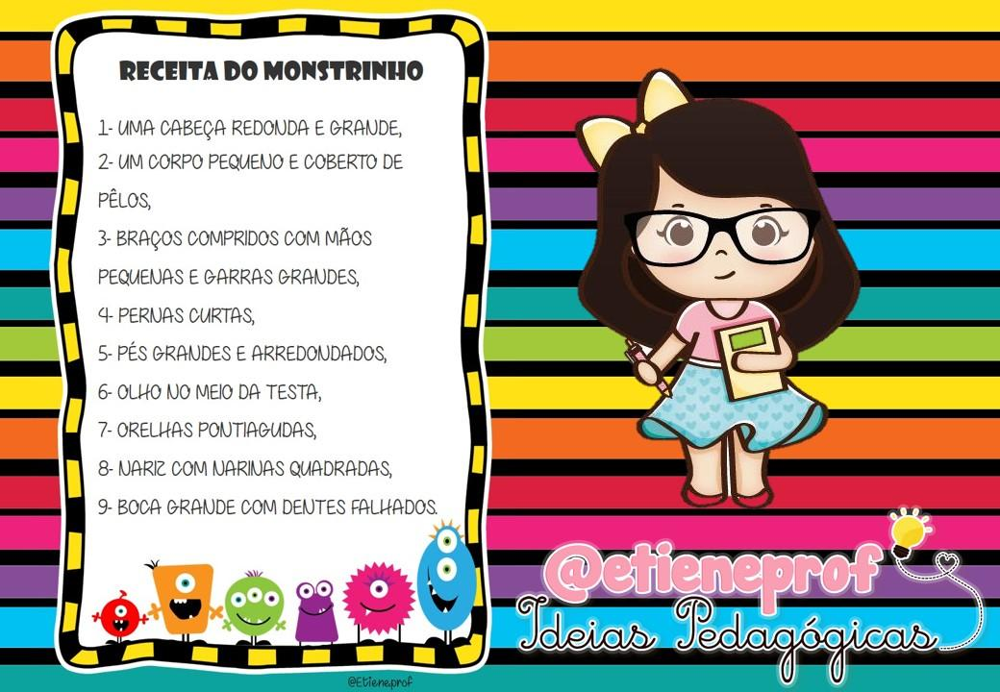 RECEITA DO MONSTRINHO
1- UMA CABEÇA REDONDA E GRANDE,
2- UM CORPO PEQUENO E COBERTO DE
PÊLOS,
3- BRAÇOS COMPRIDOS COM MÃOS
PEQUENAS E GARRAS GRANDES,
4- PERNAS CURTAS,
5- PÉS GRANDES E ARREDONDADOS,
6- OLHO NO MEIO DA TESTA,
7- ORELHAS PONTIAGUDAS,
8- NARIZ COM NARINAS QUADRADAS,
9- BOCA GRANDE COM DENTES FALHADOS.
@Etieneprof
@etieneprof
Ideias Pedagógicas